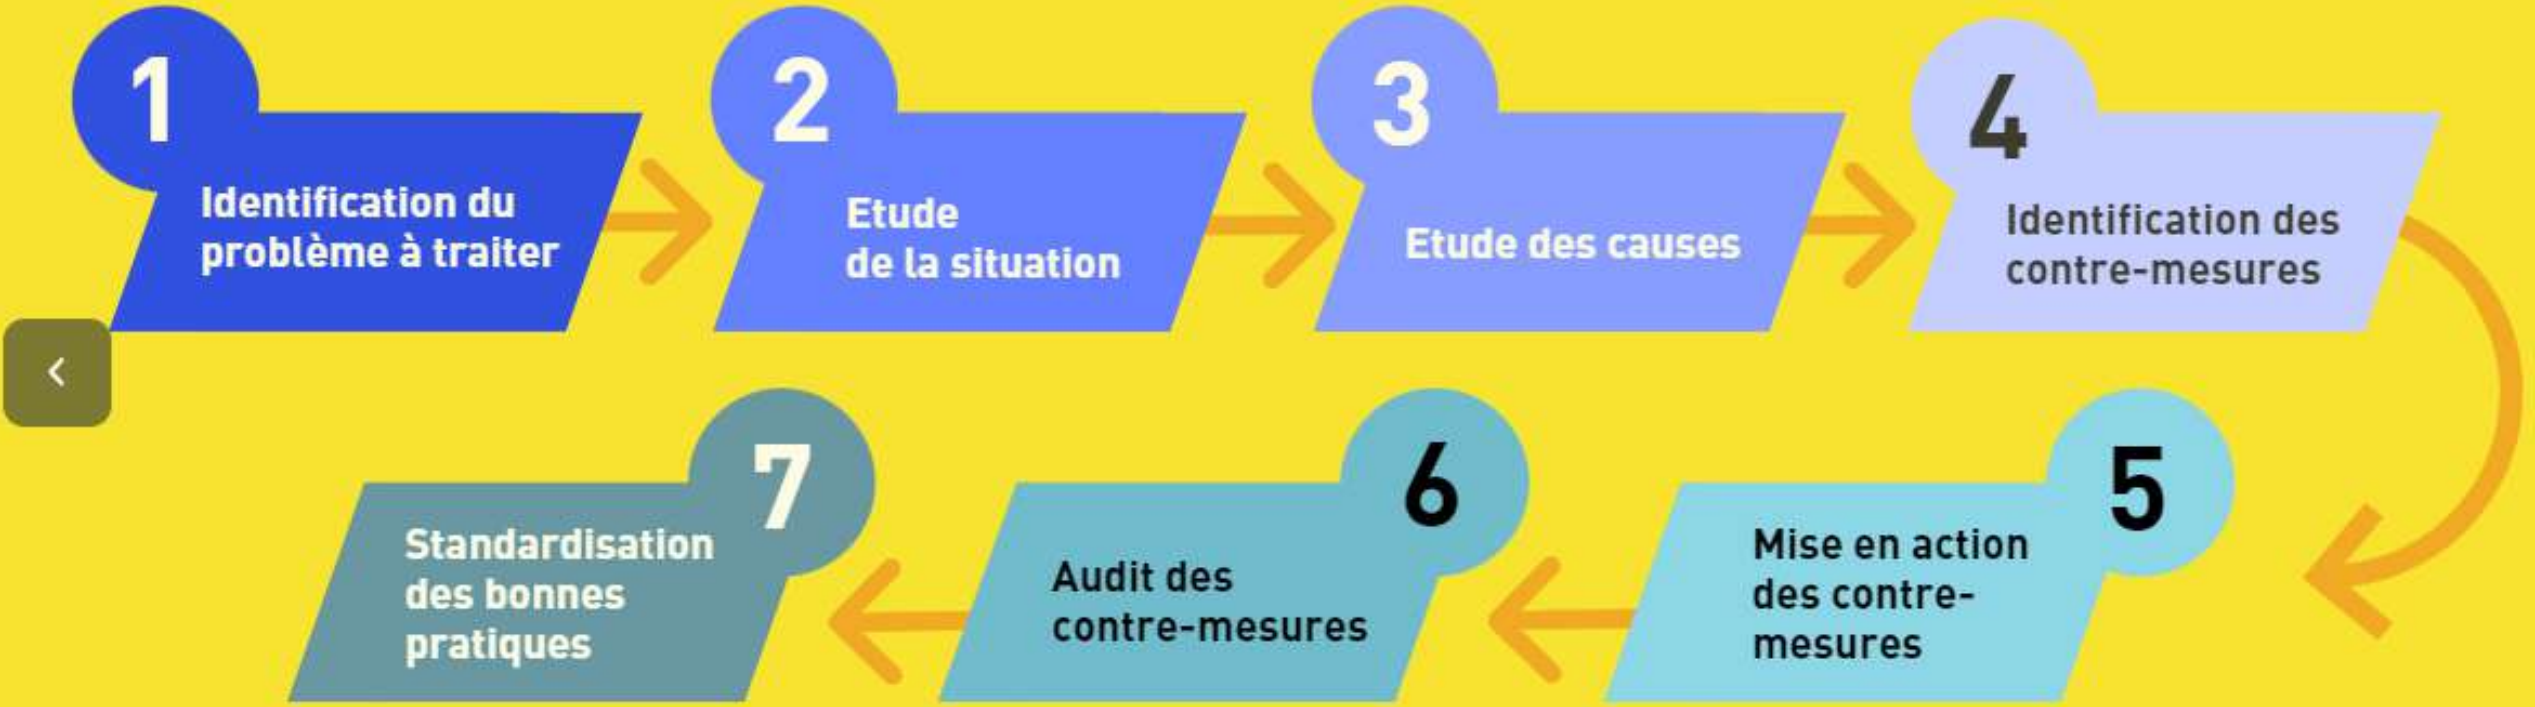 1
Identification du
problème à traiter
2
Etude
de la situation
3
Etude des causes
4
Identification des
contre-mesures
5
Mise en action
des contre-
mesures
6
Audit des
contre-mesures
7
Standardisation
des bonnes
pratiques